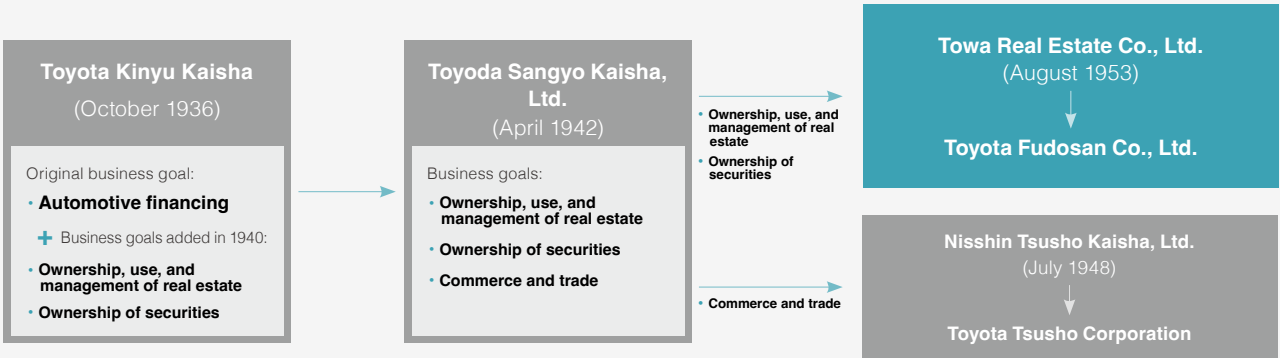 Toyota Kinyu Kaisha
(October 1936)
Original business goal:
• Automotive financing
+ Business goals added in 1940:
• Ownership, use, and
management of real estate
• Ownership of securities
Toyoda Sangyo Kaisha,
Ltd.
(April 1942)
Business goals:
• Ownership, use, and
management of real estate
• Ownership of securities
• Commerce and trade
• Ownership, use, and
management of real
estate
• Ownership of
securities
• Commerce and trade
Towa Real Estate Co., Ltd.
(August 1953)
Toyota Fudosan Co., Ltd.
Nisshin Tsusho Kaisha, Ltd.
(July 1948)
Toyota Tsusho Corporation